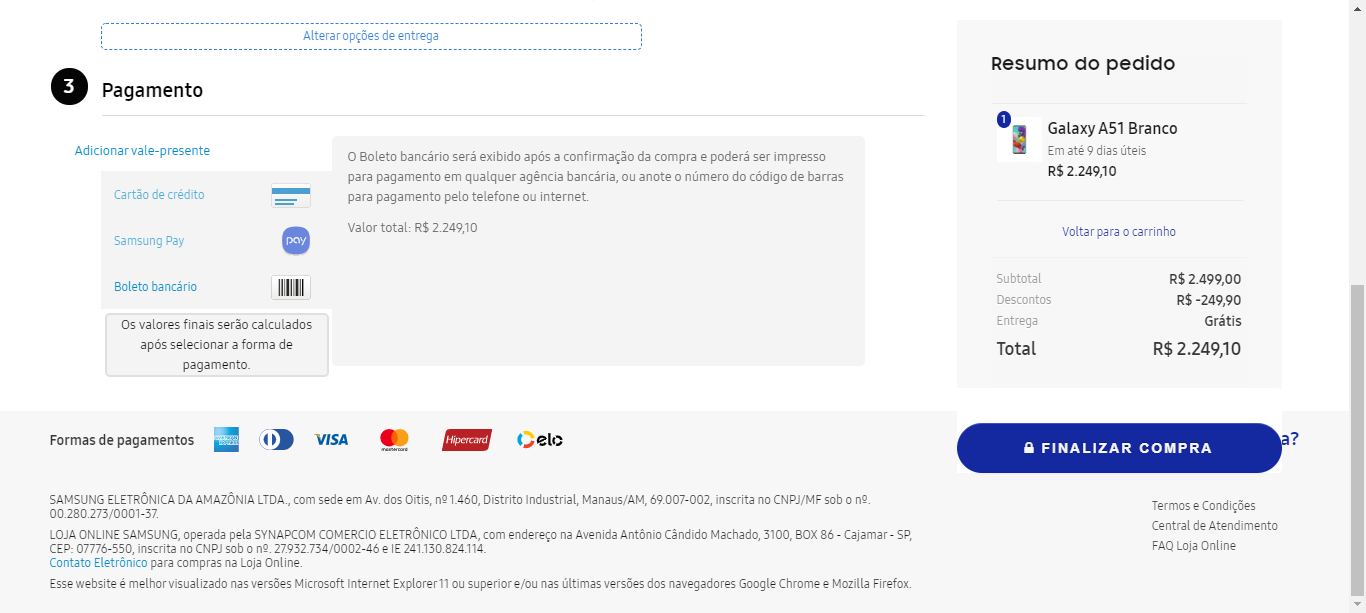 Alterar opções de entrega
3
Pagamento
Adicionar vale-presente
Cartão de crédito
Samsung Pay
pay
Boleto bancário
Os valores finais serão calculados
após selecionar a forma de
pagamento.
O Boleto bancário será exibido após a confirmação da compra e poderá ser impresso
para pagamento em qualquer agência bancária, ou anote o número do código de barras
para pagamento pelo telefone ou internet.
Valor total: R$ 2.249,10
Resumo do pedido
1
Galaxy A51 Branco
Em até 9 dias úteis
R$ 2.249,10
Voltar para o carrinho
Subtotal R$ 2.499,00
Descontos R$ -249,90
Entrega Grátis
Total R$ 2.249,10
FINALIZAR COMPRA
a?
Formas de pagamentos
AMERICAN EXPRESS
VISA
mastercard
Hipercard
elo
SAMSUNG ELETRÔNICA DA AMAZÔNIA LTDA., com sede em Av. dos Oitis, nº 1.460, Distrito Industrial, Manaus/AM, 69.007-002, inscrita no CNPJ/MF sob o nº.
00.280.273/0001-37.
LOJA ONLINE SAMSUNG, operada pela SYNAPCOM COMERCIO ELETRÔNICO LTDA, com endereço na Avenida Antônio Cândido Machado, 3100, BOX 86 - Cajamar - SP,
CEP: 07776-550, inscrita no CNPJ sob o nº. 27.932.734/0002-46 e IE 241.130.824.114.
Contato Eletrônico para compras na Loja Online.
Esse website é melhor visualizado nas versões Microsoft Internet Explorer 11 ou superior e/ou nas últimas versões dos navegadores Google Chrome e Mozilla Firefox.
Termos e Condições
Central de Atendimento
FAQ Loja Online